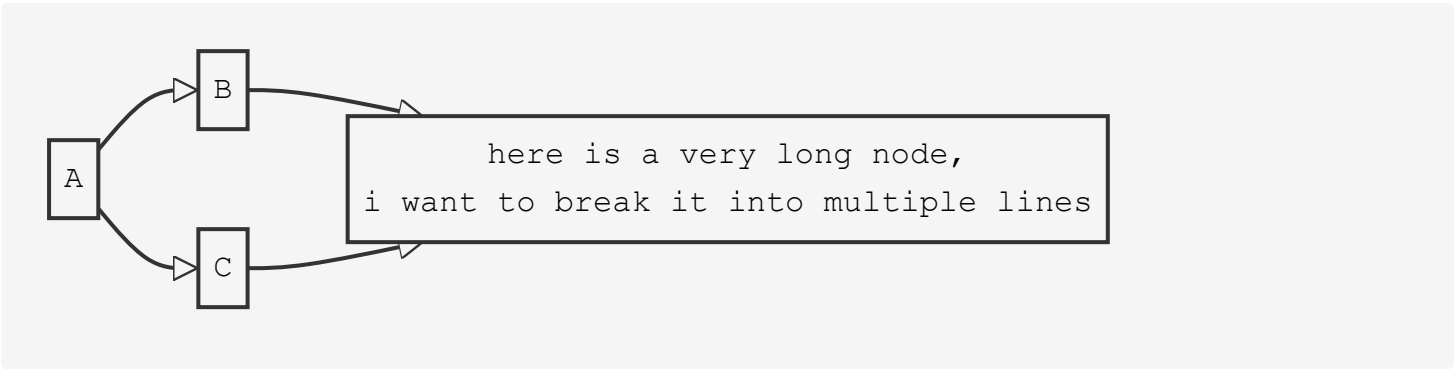 B
A
here is a very long node,
i want to break it into multiple lines
C